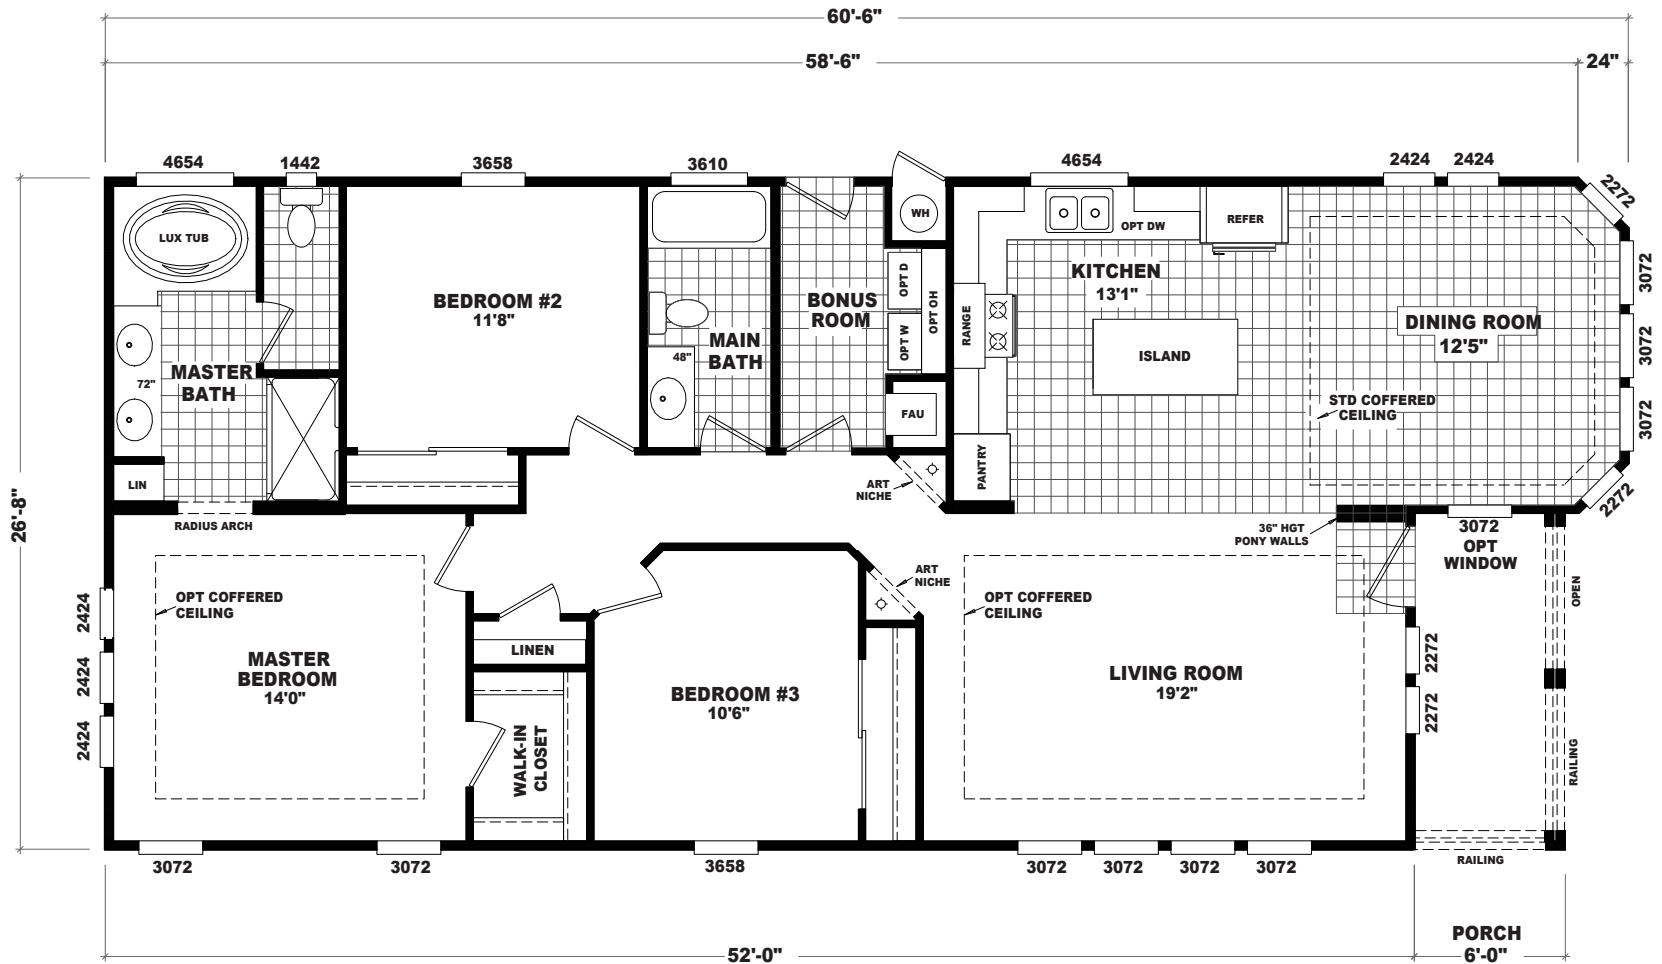 60'-6"
58'-6"
24"
4654
1442
3658
3610
4654
2424
2424
2272
LUX TUB
WH
OPT DW
REFER
3072
BEDROOM #2
11'8"
BONUS
ROOM
OPT D
OPT OH
KITCHEN
13'1"
RANGE
DINING ROOM
12'5"
3072
MASTER
BATH
72"
MAIN
BATH
48"
OPT W
ISLAND
STD COFFERED
CEILING
3072
FAU
LIN
PANTRY
ART
NICHE
2272
26'-8"
RADIUS ARCH
36" HGT
PONY WALLS
3072
OPT
WINDOW
ART
NICHE
OPT COFFERED
CEILING
OPT COFFERED
CEILING
OPEN
2424
2424
2424
LINEN
2272
2272
MASTER
BEDROOM
14'0"
BEDROOM #3
10'6"
LIVING ROOM
19'2"
WALK-IN
CLOSET
RAILING
3072
3072
3658
3072
3072
3072
3072
RAILING
52'-0"
PORCH
6'-0"